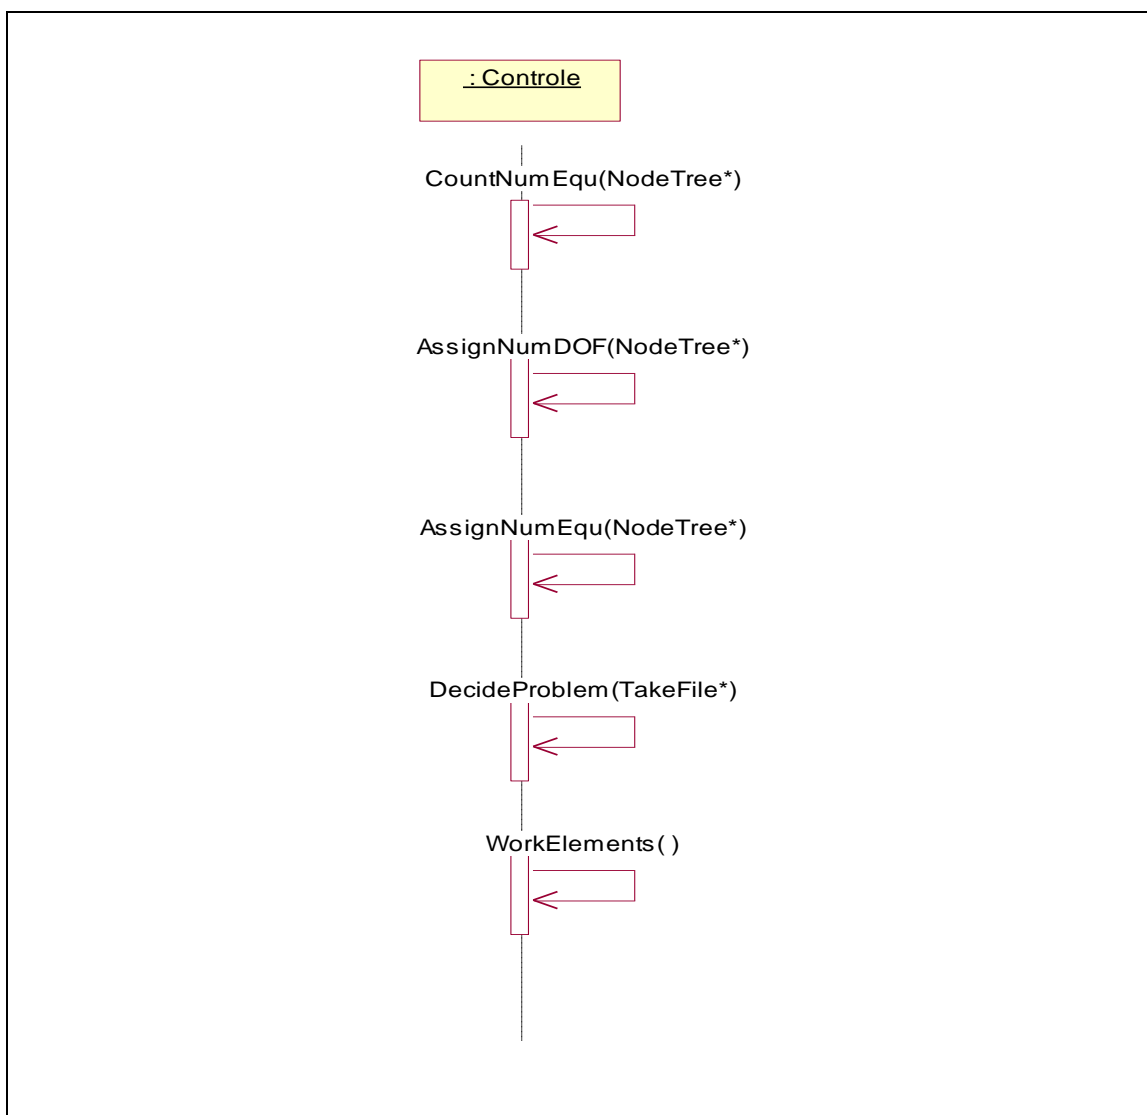 : Controle
CountNumEqu(NodeTree*)
AssignNumDOF(NodeTree*)
AssignNumEqu(NodeTree*)
DecideProblem(TakeFile*)
WorkElements( )